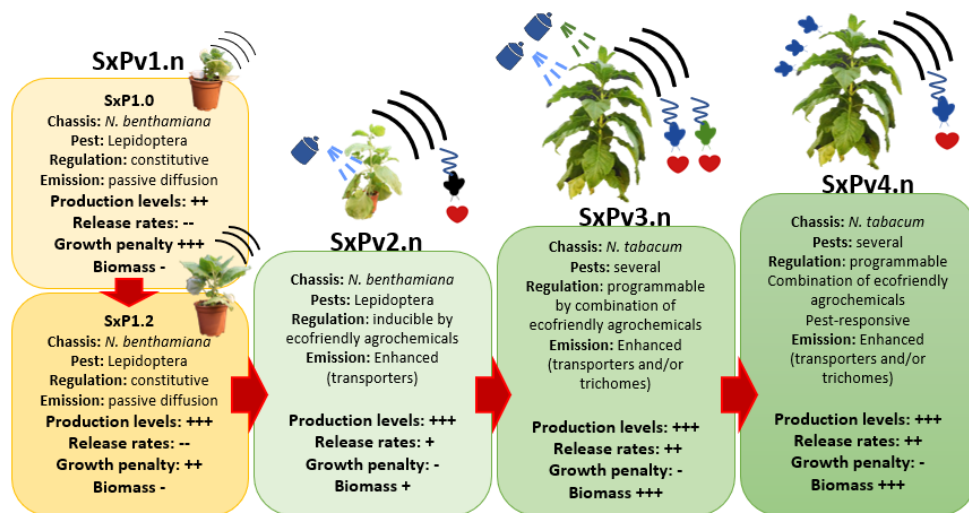 SxPv1.n
SxP1.0
Chassis: N. benthamiana
Pest: Lepidoptera
Regulation: constitutive
Emission: passive diffusion
Production levels: ++
Release rates: --
Growth penalty +++
Biomass -
SxP1.2
Chassis: N. benthamiana
Pest: Lepidoptera
Regulation: constitutive
Emission: passive diffusion
Production levels: +++
Release rates: --
Growth penalty: ++
Biomass -
SxPv2.n
Chassis: N. benthamiana
Pests: Lepidoptera
Regulation: inducible by
ecofriendly agrochemicals
Emission: Enhanced
(transporters)
Production levels: +++
Release rates: +
Growth penalty: -
Biomass +
SxPv3.n
Chassis: N. tabacum
Pests: several
Regulation: programmable
by combination of
ecofriendly agrochemicals
Emission: Enhanced
(transporters and/or
trichomes)
Production levels: +++
Release rates: ++
Growth penalty: -
Biomass +++
SxPv4.n
Chassis: N. tabacum
Pests: several
Regulation: programmable
Combination of ecofriendly
agrochemicals
Pest-responsive
Emission: Enhanced
(transporters and/or
trichomes)
Production levels: +++
Release rates: ++
Growth penalty: -
Biomass +++